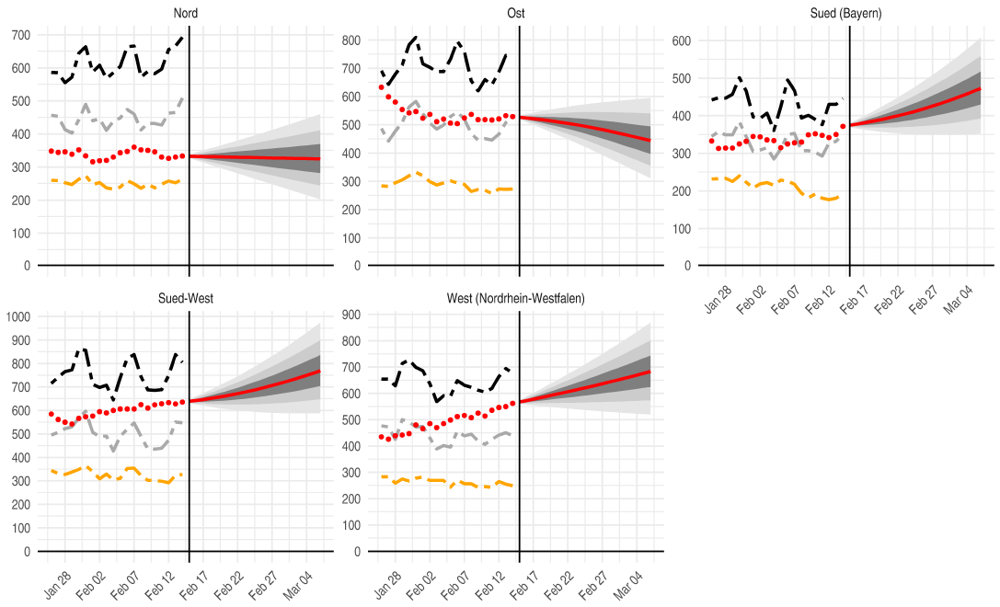 Nord
700
600
500
400
300
200
100
0
Ost
800
700
600
500
400
300
200
100
0
Sued (Bayern)
600
500
400
300
200
100
0
Jan 28
Feb 02
Feb 07
Feb 12
Feb 17
Feb 22
Feb 27
Mar 04
Sued-West
1000
900
800
700
600
500
400
300
200
100
0
Jan 28
Feb 02
Feb 07
Feb 12
Feb 17
Feb 22
Feb 27
Mar 04
West (Nordrhein-Westfalen)
900
800
700
600
500
400
300
200
100
0
Jan 28
Feb 02
Feb 07
Feb 12
Feb 17
Feb 22
Feb 27
Mar 04